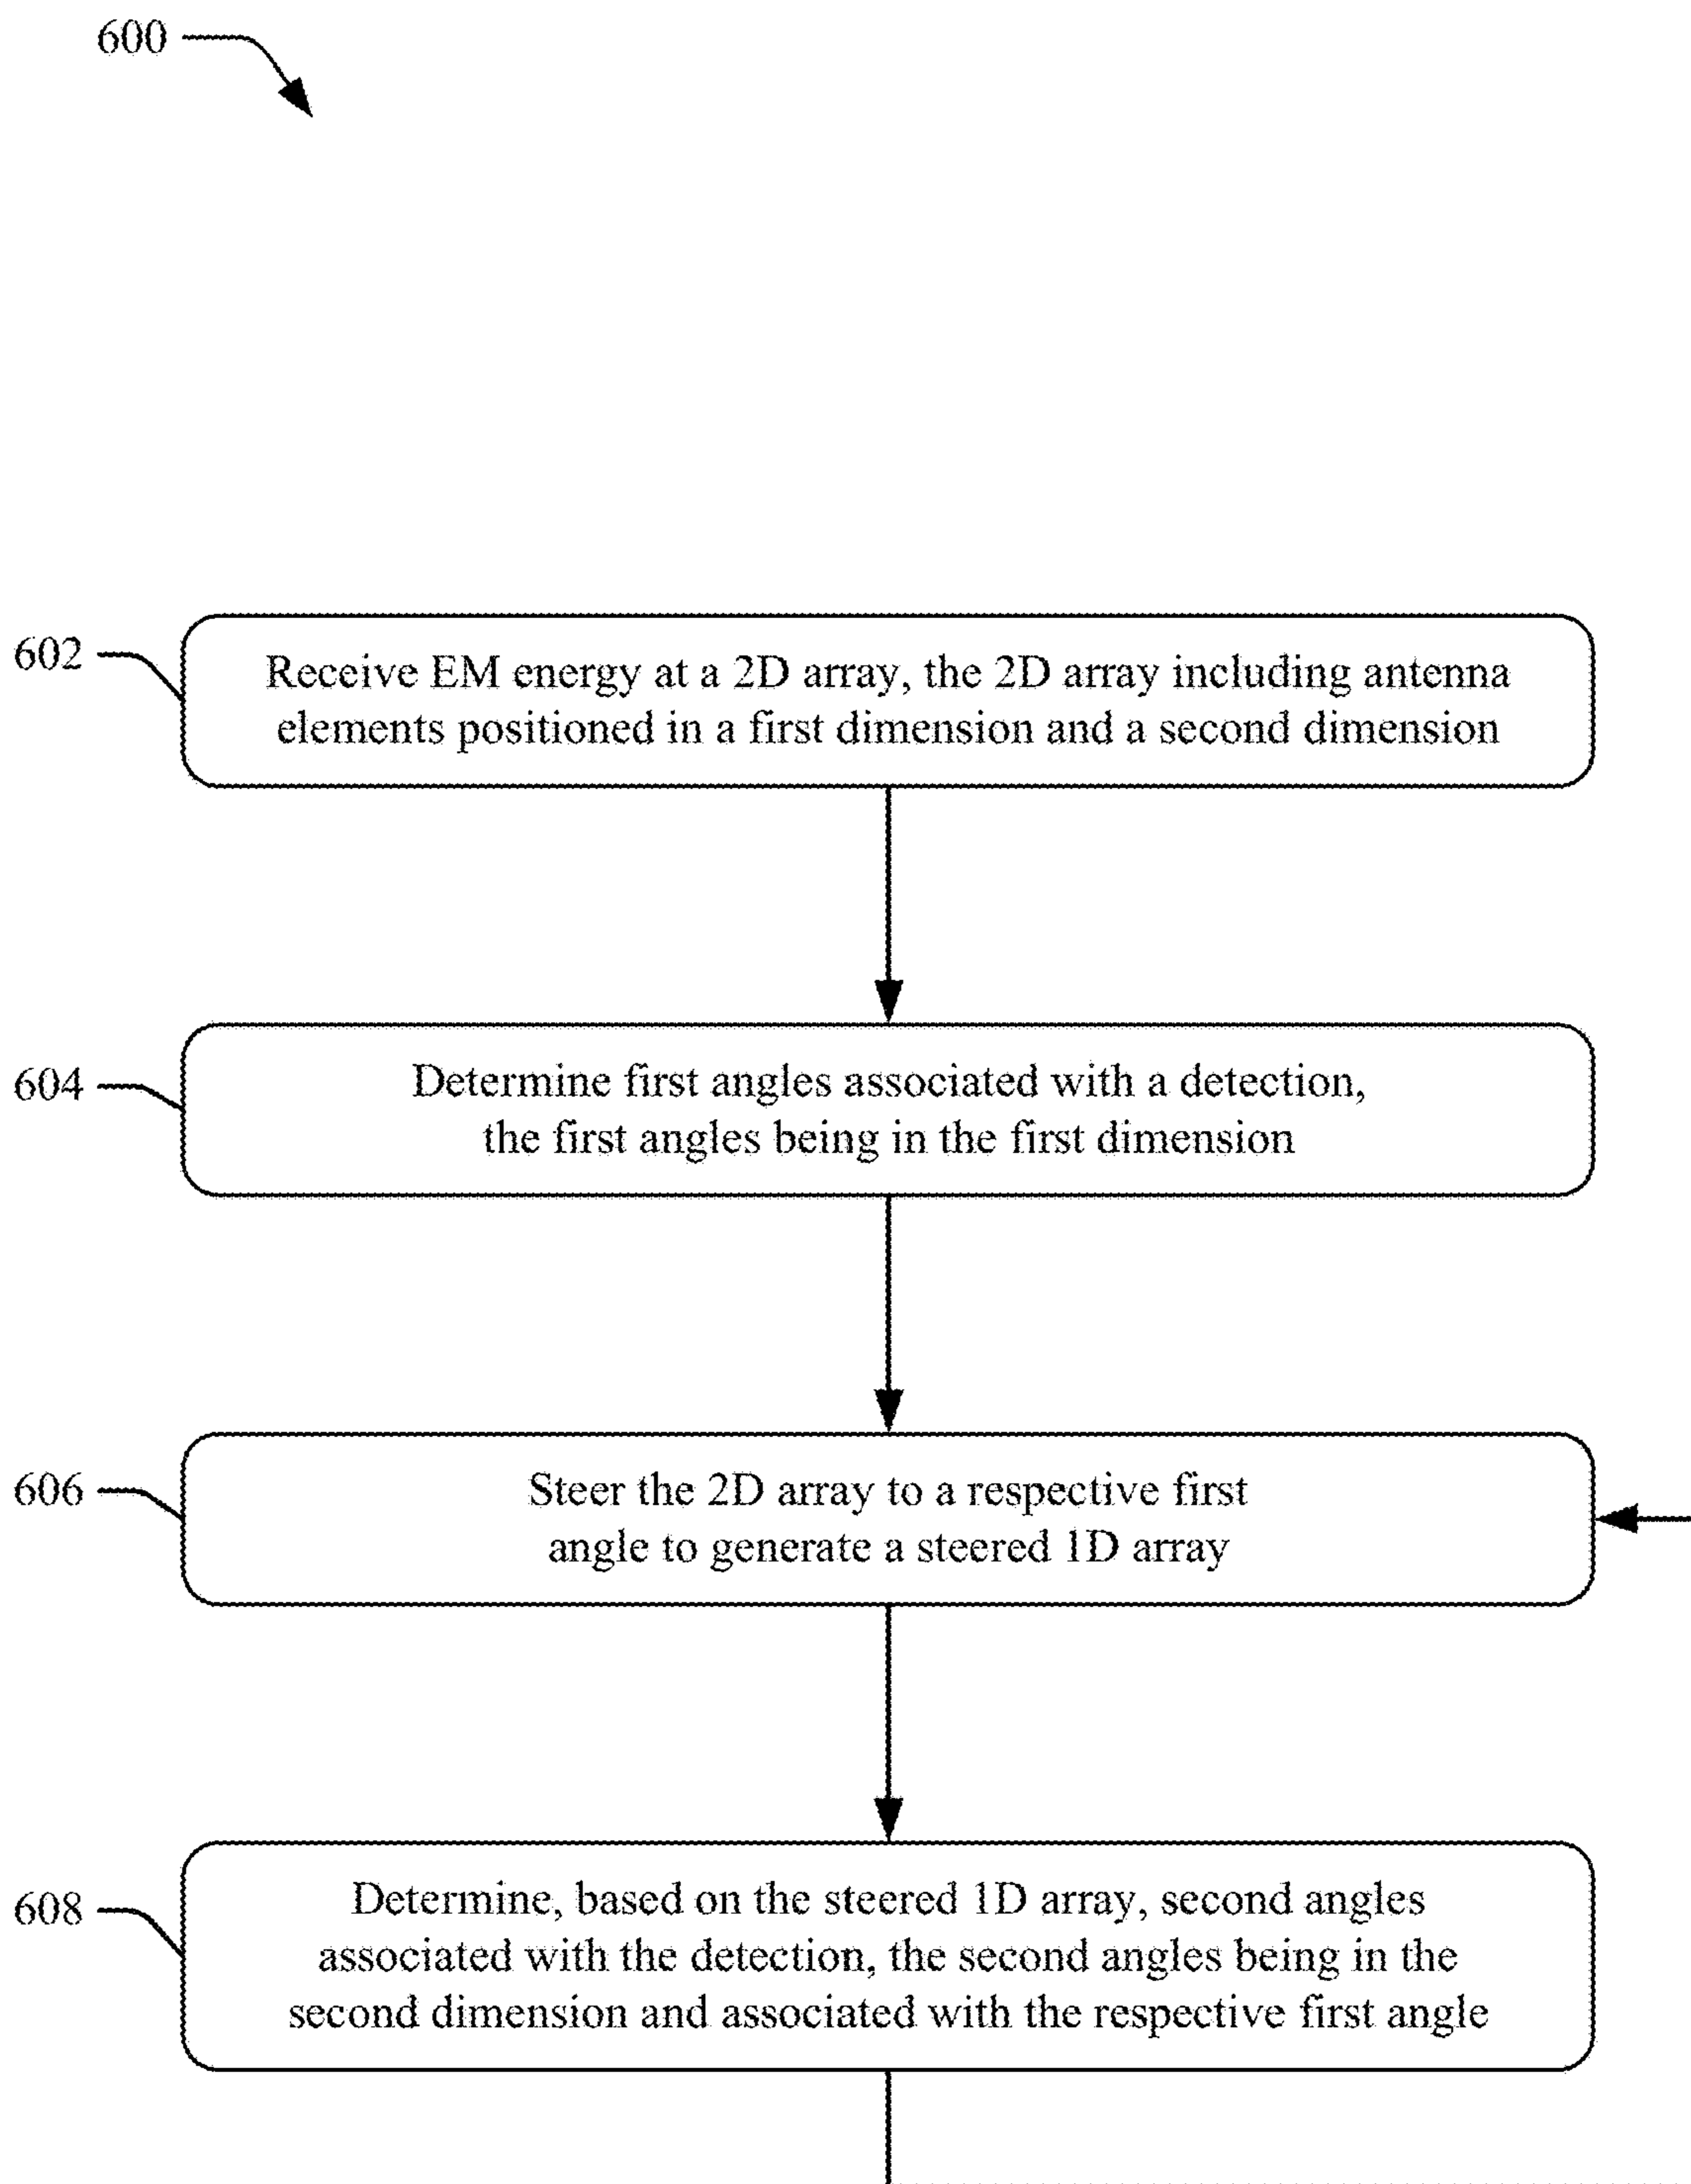 600
602
Receive EM energy at a 2D array, the 2D array including antenna
elements positioned in a first dimension and a second dimension
604
Determine first angles associated with a detection,
the first angles being in the first dimension
606
Steer the 2D array to a respective first
angle to generate a steered 1D array
608
Determine, based on the steered 1D array, second angles
associated with the detection, the second angles being in the
second dimension and associated with the respective first angle